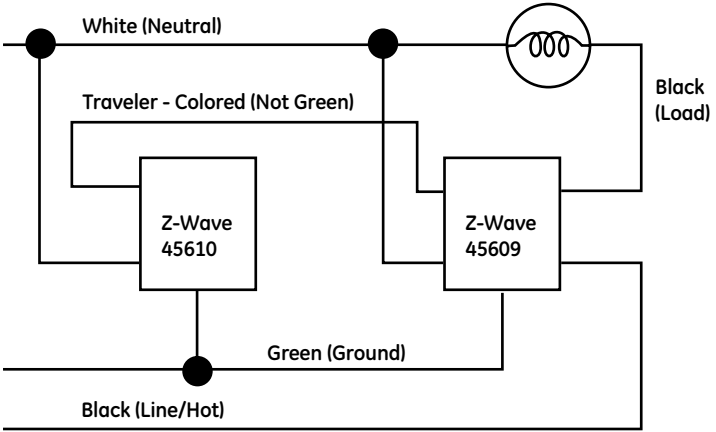 White (Neutral)
Traveler - Colored (Not Green)
Black
(Load)
Z-Wave
45610
Z-Wave
45609
Green (Ground)
Black (Line/Hot)